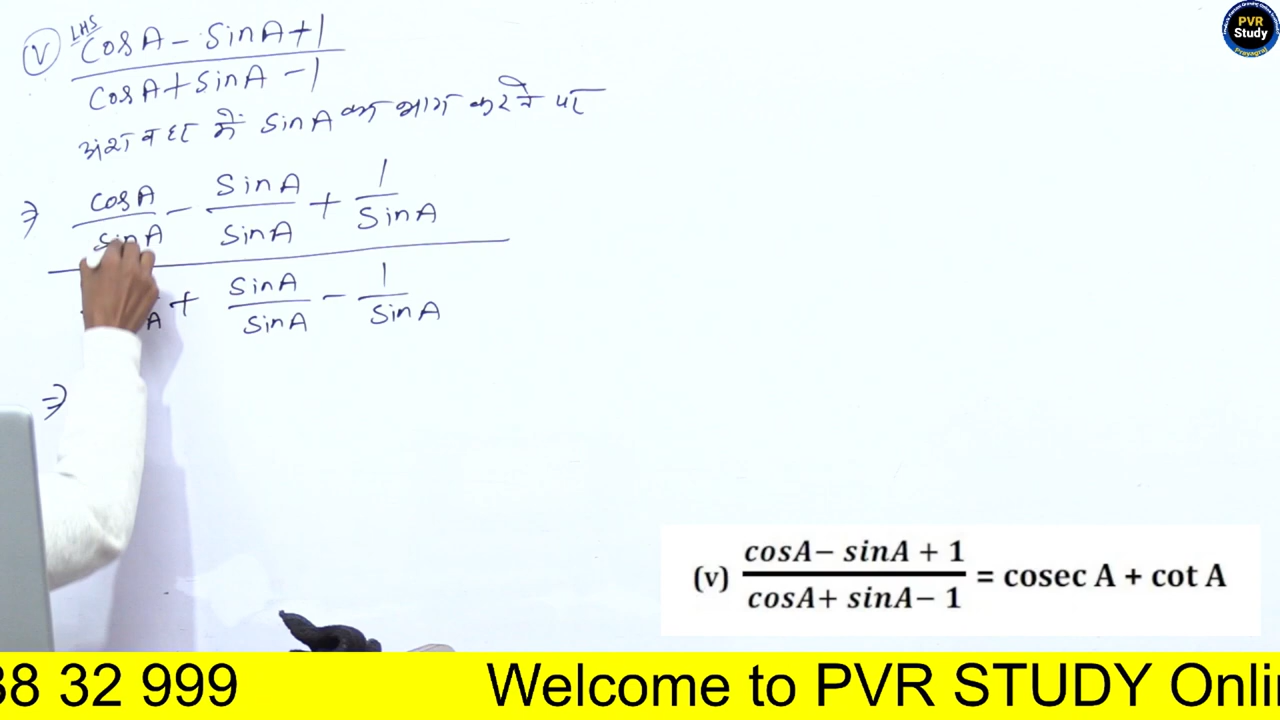 PVR
Study
Prayagraj
LHS
(V) cosA - sinA + 1
cosA + sinA - 1
अंश व हर में sinA का भाग करने पर
⇒ cosA/sinA - sinA/sinA + 1/sinA
A + sinA/sinA - 1/sinA
⇒
(v) cosA− sinA + 1
cosA+ sinA− 1
= cosec A + cot A
38 32 999 Welcome to PVR STUDY Onli